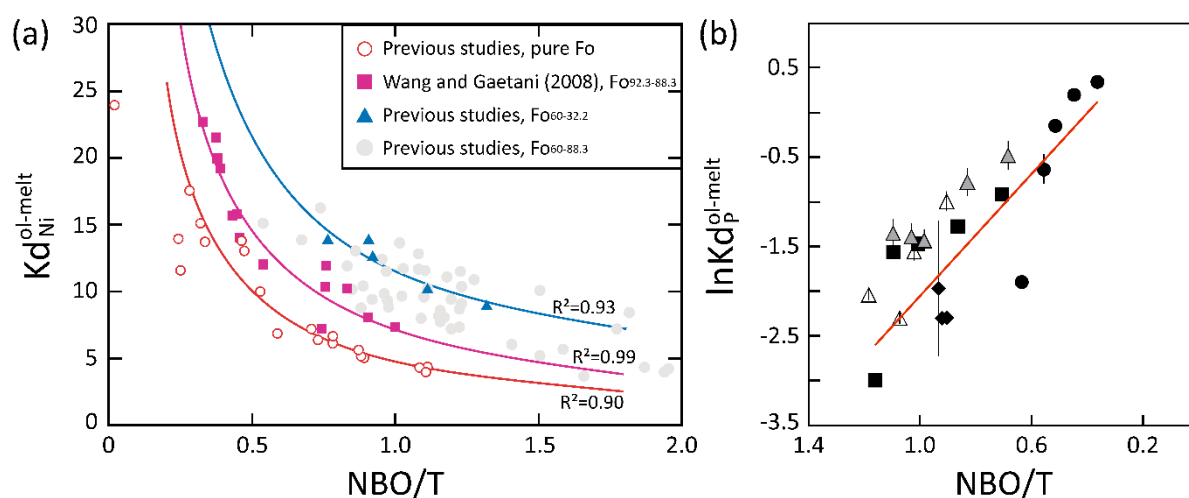 (a)
30
25
20
15
10
5
0
Kd Ni ol-melt
Previous studies, pure Fo
Wang and Gaetani (2008), Fo92.3-88.3
Previous studies, Fo60-32.2
Previous studies, Fo60-88.3
R²=0.93
R²=0.99
R²=0.90
0
0.5
1.0
1.5
2.0
NBO/T
(b)
0.5
-0.5
-1.5
-2.5
-3.5
lnKd P ol-melt
1.4
1.0
0.6
0.2
NBO/T